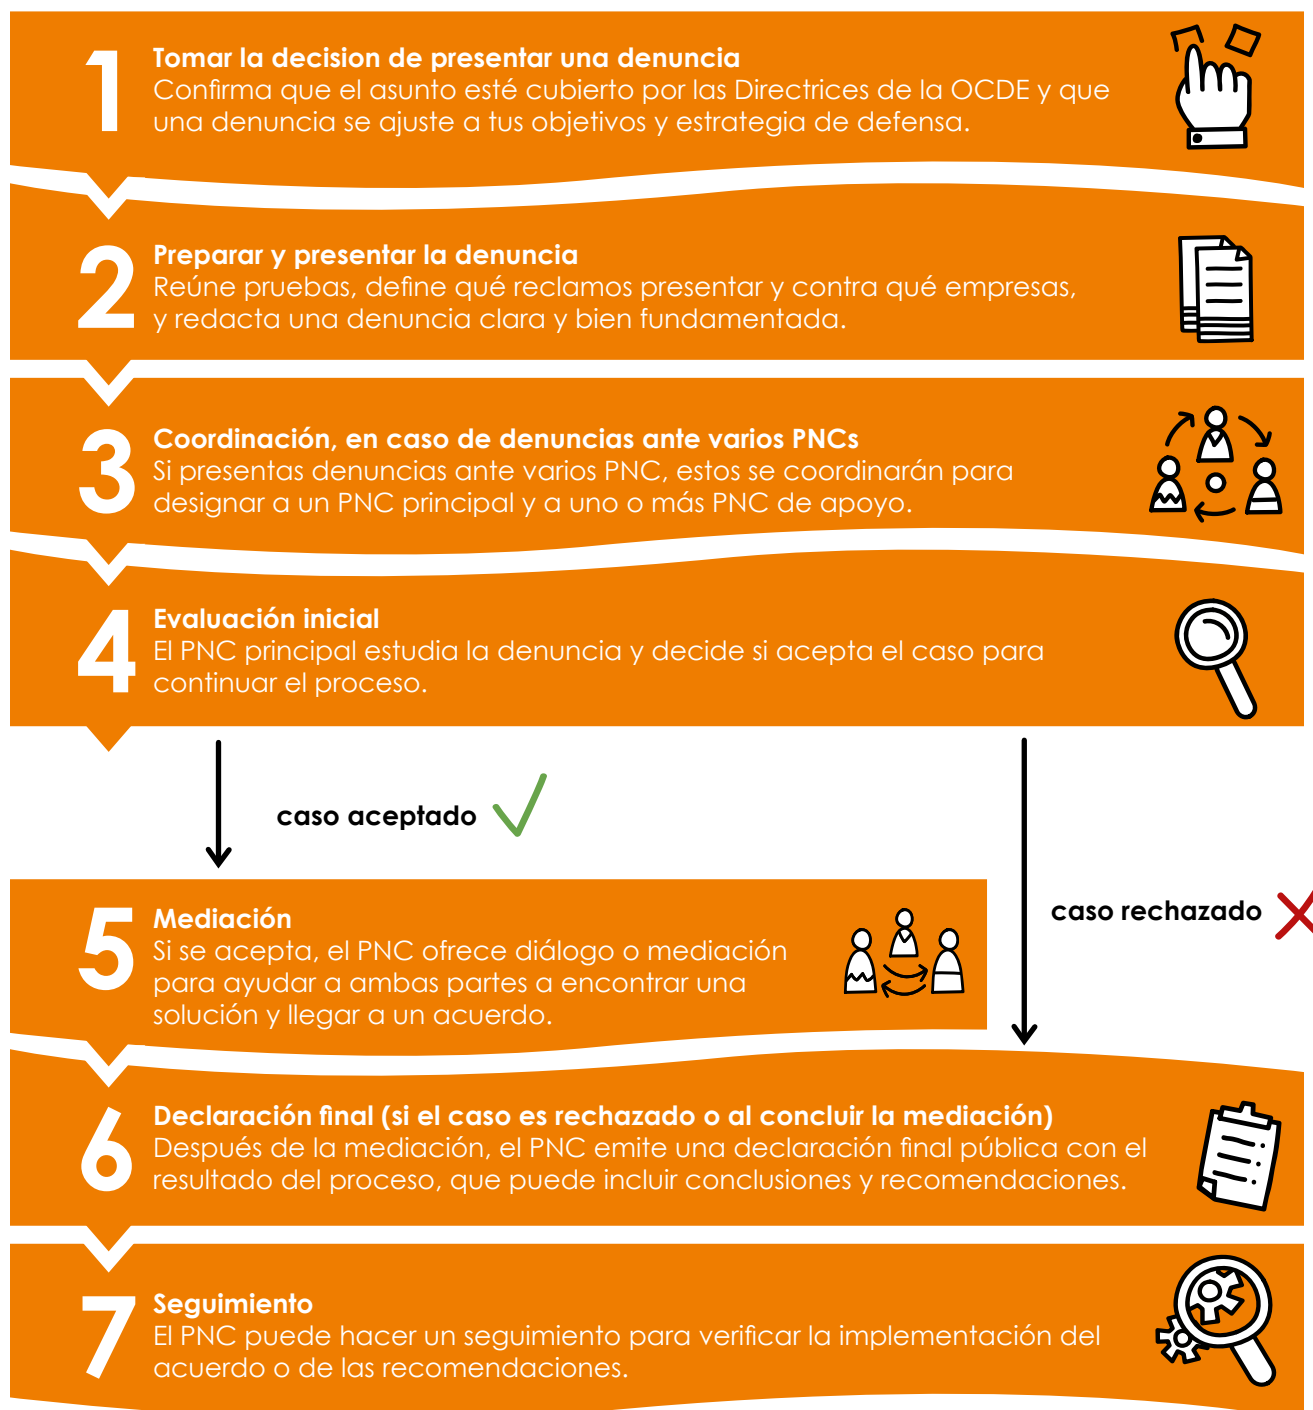 1
Tomar la decision de presentar una denuncia
Confirma que el asunto esté cubierto por las Directrices de la OCDE y que
una denuncia se ajuste a tus objetivos y estrategia de defensa.
2
Preparar y presentar la denuncia
Reúne pruebas, define qué reclamos presentar y contra qué empresas,
y redacta una denuncia clara y bien fundamentada.
3
Coordinación, en caso de denuncias ante varios PNCs
Si presentas denuncias ante varios PNC, estos se coordinarán para
designar a un PNC principal y a uno o más PNC de apoyo.
4
Evaluación inicial
El PNC principal estudia la denuncia y decide si acepta el caso para
continuar el proceso.
caso aceptado
caso rechazado
5
Mediación
Si se acepta, el PNC ofrece diálogo o mediación
para ayudar a ambas partes a encontrar una
solución y llegar a un acuerdo.
6
Declaración final (si el caso es rechazado o al concluir la mediación)
Después de la mediación, el PNC emite una declaración final pública con el
resultado del proceso, que puede incluir conclusiones y recomendaciones.
7
Seguimiento
El PNC puede hacer un seguimiento para verificar la implementación del
acuerdo o de las recomendaciones.